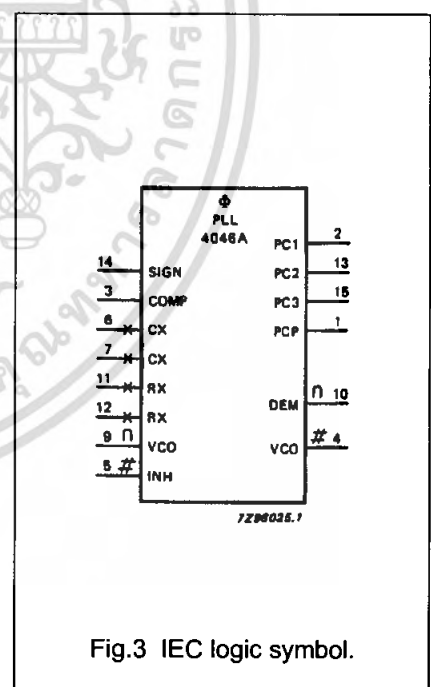 Φ
PLL
4046A
14 SIGN
3 COMP
6 CX
7 CX
11 RX
12 RX
9 ∩ VCO
5 # INH
PC1 2
PC2 13
PC3 15
PCP 1
DEM ∩ 10
VCO # 4
7Z96025.1
Fig.3 IEC logic symbol.